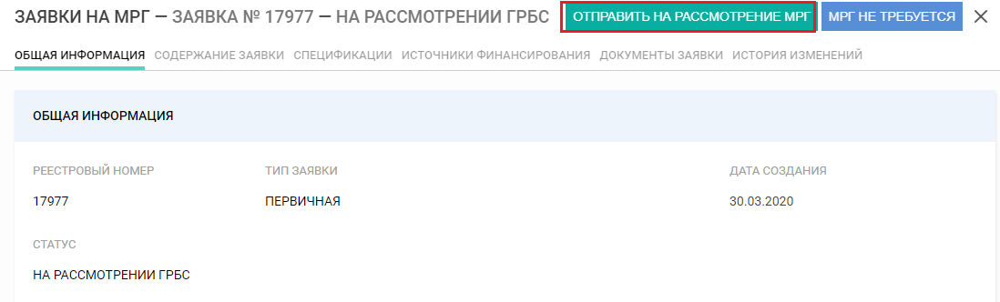 ЗАЯВКИ НА МРГ — ЗАЯВКА № 17977 — НА РАССМОТРЕНИИ ГРБС ОТПРАВИТЬ НА РАССМОТРЕНИЕ МРГ МРГ НЕ ТРЕБУЕТСЯ
ОБЩАЯ ИНФОРМАЦИЯ СОДЕРЖАНИЕ ЗАЯВКИ СПЕЦИФИКАЦИИ ИСТОЧНИКИ ФИНАНСИРОВАНИЯ ДОКУМЕНТЫ ЗАЯВКИ ИСТОРИЯ ИЗМЕНЕНИЙ
ОБЩАЯ ИНФОРМАЦИЯ
РЕЕСТРОВЫЙ НОМЕР ТИП ЗАЯВКИ ДАТА СОЗДАНИЯ
17977 ПЕРВИЧНАЯ 30.03.2020
СТАТУС
НА РАССМОТРЕНИИ ГРБС